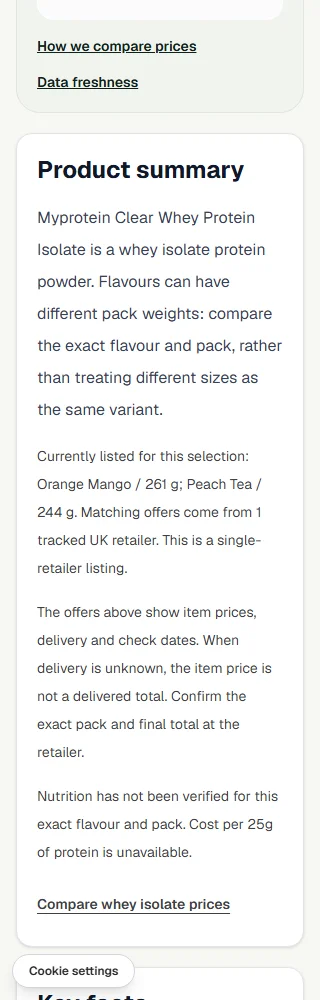 How we compare prices
Data freshness
Product summary
Myprotein Clear Whey Protein
Isolate is a whey isolate protein
powder. Flavours can have
different pack weights: compare
the exact flavour and pack, rather
than treating different sizes as
the same variant.
Currently listed for this selection:
Orange Mango / 261 g; Peach Tea /
244 g. Matching offers come from 1
tracked UK retailer. This is a single-
retailer listing.
The offers above show item prices,
delivery and check dates. When
delivery is unknown, the item price is
not a delivered total. Confirm the
exact pack and final total at the
retailer.
Nutrition has not been verified for this
exact flavour and pack. Cost per 25g
of protein is unavailable.
Compare whey isolate prices
Cookie settings
Key facts